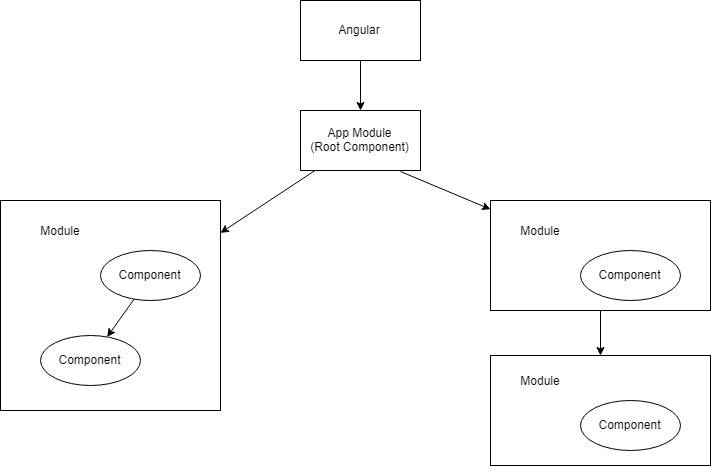 Angular
App Module
(Root Component)
Module
Component
Component
Module
Component
Module
Component